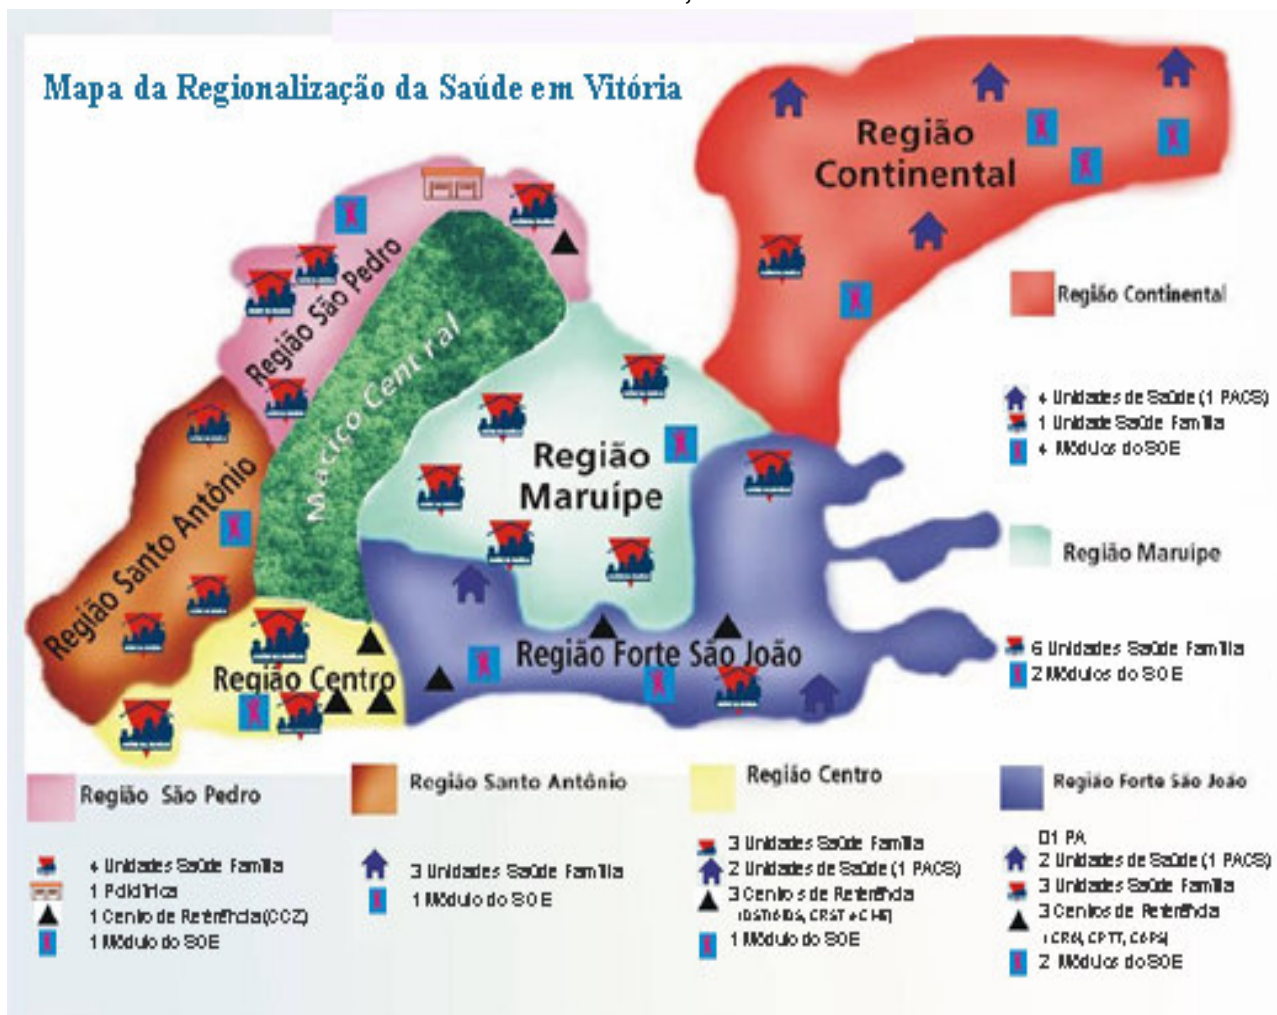 Mapa da Regionalização da Saúde em Vitória
Região
Continental
Região São Pedro
Maciço Central
Região
Maruípe
Região Santo Antônio
Região Centro
Região Forte São João
Região Continental
4 Unidades de Saúde (1 PACS)
1 Unidade Saúde Família
4 Módulos do SOE
Região Maruipe
6 Unidades Saúde Família
2 Módulos do SOE
Região São Pedro
4 Unidades Saúde Família
1 Policlínica
1 Centro de Referência (CCZ)
1 Módulo do SOE
Região Santo Antônio
3 Unidades Saúde Família
1 Módulo do SOE
Região Centro
3 Unidades Saúde Família
2 Unidades de Saúde (1 PACS)
3 Centros de Referência
1 Módulo do SOE
Região Forte São João
01 PA
2 Unidades de Saúde (1 PACS)
3 Unidades Saúde Família
3 Centros de Referência
2 Módulos do SOE